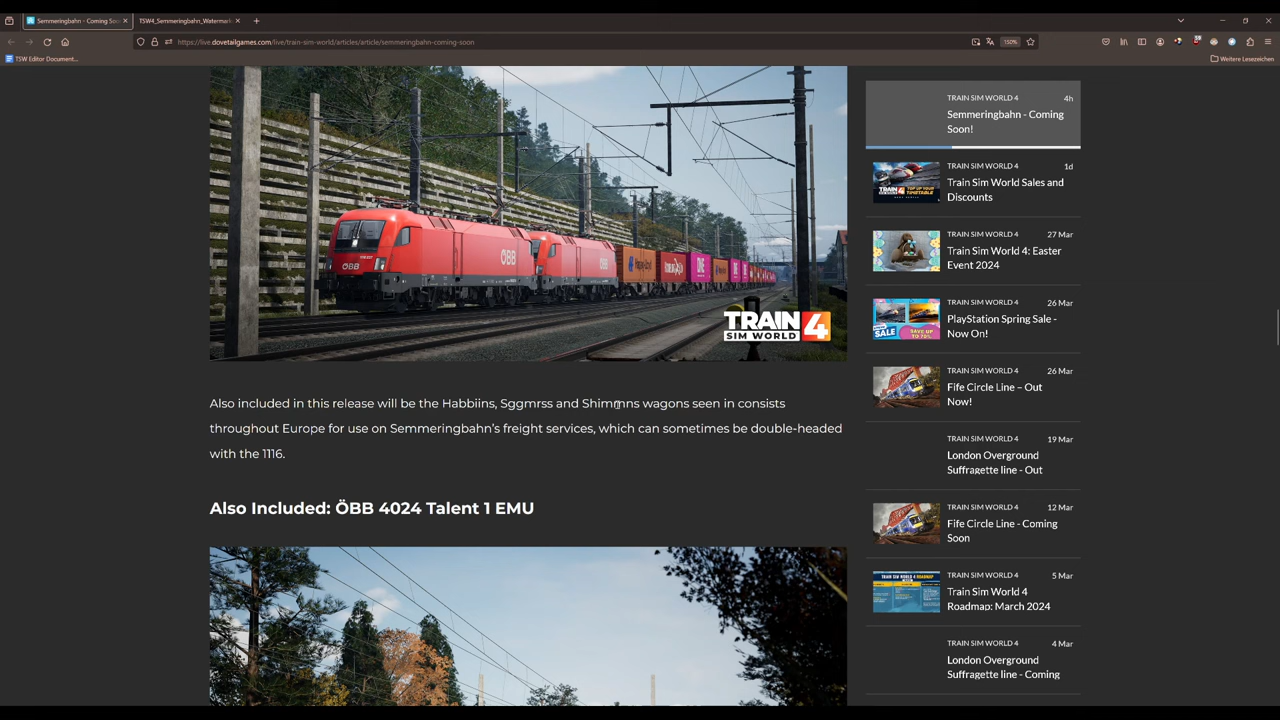 Semmeringbahn - Coming Soo
TSW4_Semmeringbahn_Watermar
https://live.dovetailgames.com/live/train-sim-world/articles/article/semmeringbahn-coming-soon
150%
TSW Editor Document...
Weitere Lesezeichen
ÖBB
ÖBB
TRAIN
SIM WORLD
4
Also included in this release will be the Habbiins, Sggmrss and Shimmns wagons seen in consists
throughout Europe for use on Semmeringbahn's freight services, which can sometimes be double-headed
with the 1116.
Also Included: ÖBB 4024 Talent 1 EMU
TRAIN SIM WORLD 4
4h
Semmeringbahn - Coming
Soon!
TRAIN SIM WORLD 4
1d
Train Sim World Sales and
Discounts
TRAIN SIM WORLD 4
27 Mar
Train Sim World 4: Easter
Event 2024
TRAIN SIM WORLD 4
26 Mar
PlayStation Spring Sale -
Now On!
SALE
TRAIN SIM WORLD 4
26 Mar
Fife Circle Line – Out
Now!
TRAIN SIM WORLD 4
19 Mar
London Overground
Suffragette line - Out
TRAIN SIM WORLD 4
12 Mar
Fife Circle Line - Coming
Soon
TRAIN SIM WORLD 4
5 Mar
Train Sim World 4
Roadmap: March 2024
TRAIN SIM WORLD 4
4 Mar
London Overground
Suffragette line - Coming